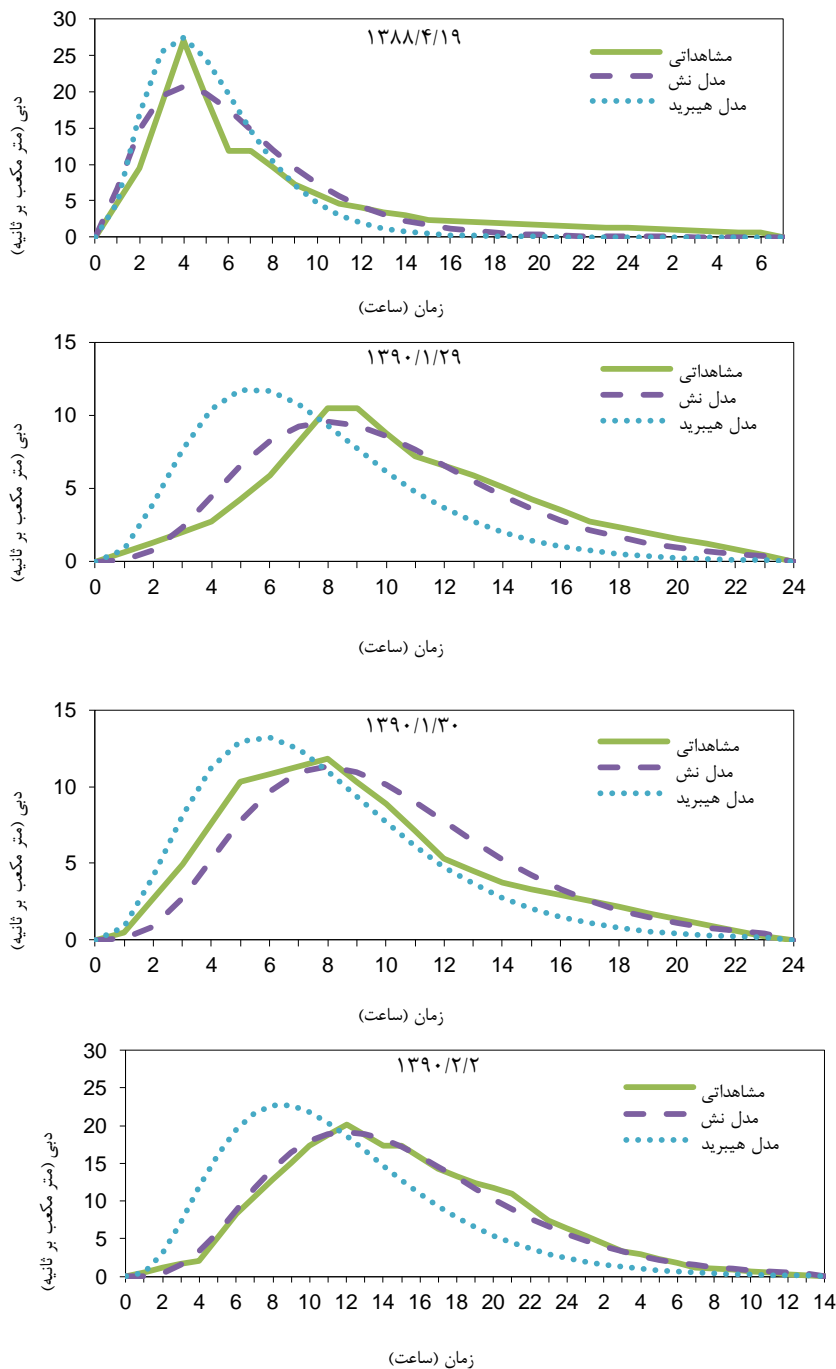 ۱۳۸۸/۴/۱۹
مشاهداتی
مدل نش
مدل هیبرید
دبی (متر مکعب بر ثانیه)
30
25
20
15
10
5
0
0 2 4 6 8 10 12 14 16 18 20 22 24 2 4 6
زمان (ساعت)
۱۳۹۰/۱/۲۹
مشاهداتی
مدل نش
مدل هیبرید
دبی (متر مکعب بر ثانیه)
15
10
5
0
0 2 4 6 8 10 12 14 16 18 20 22 24
زمان (ساعت)
۱۳۹۰/۱/۳۰
مشاهداتی
مدل نش
مدل هیبرید
دبی (متر مکعب بر ثانیه)
15
10
5
0
0 2 4 6 8 10 12 14 16 18 20 22 24
زمان (ساعت)
۱۳۹۰/۲/۲
مشاهداتی
مدل نش
مدل هیبرید
دبی (متر مکعب بر ثانیه)
30
25
20
15
10
5
0
0 2 4 6 8 10 12 14 16 18 20 22 24 2 4 6 8 10 12 14
زمان (ساعت)